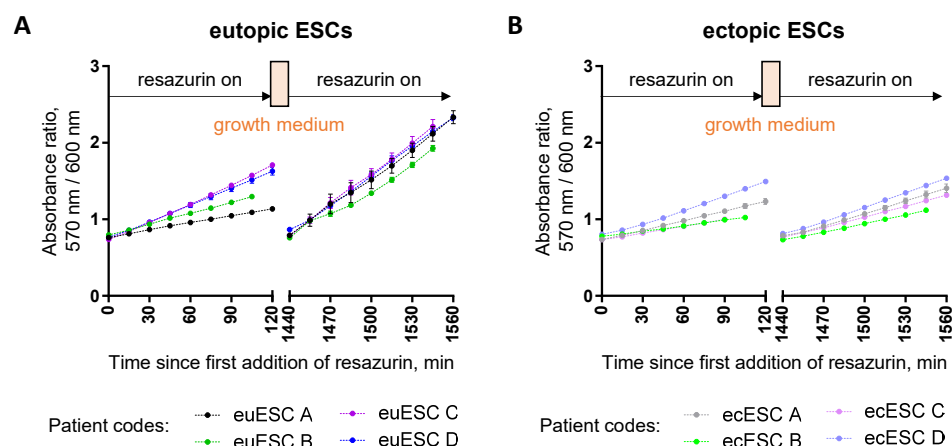 A
eutopic ESCs
Absorbance ratio,
570 nm / 600 nm
3
2
1
0
resazurin on
resazurin on
growth medium
0
30
60
90
120
1440
1470
1500
1530
1560
Time since first addition of resazurin, min
Patient codes:
euESC A
euESC B
euESC C
euESC D
B
ectopic ESCs
Absorbance ratio,
570 nm / 600 nm
3
2
1
0
resazurin on
resazurin on
growth medium
0
30
60
90
120
1440
1470
1500
1530
1560
Time since first addition of resazurin, min
Patient codes:
ecESC A
ecESC B
ecESC C
ecESC D